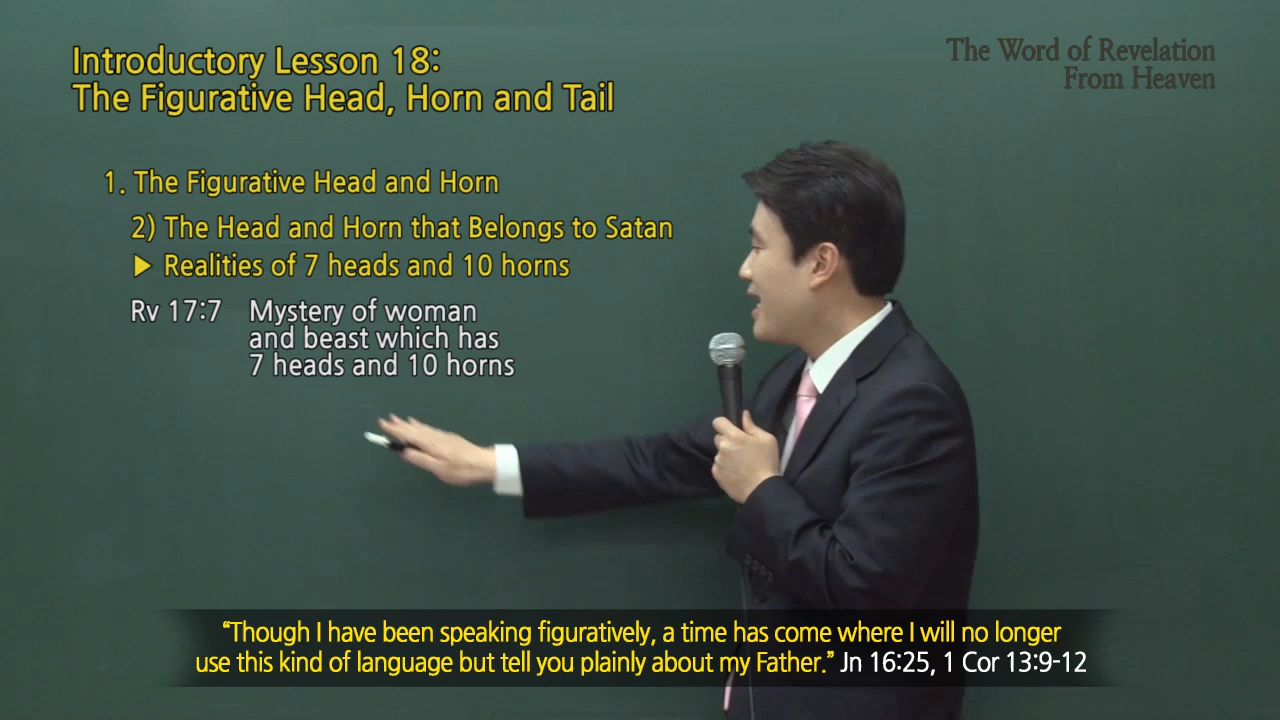 Introductory Lesson 18:
The Figurative Head, Horn and Tail
The Word of Revelation
From Heaven
1. The Figurative Head and Horn
2) The Head and Horn that Belongs to Satan
▶ Realities of 7 heads and 10 horns
Rv 17:7 Mystery of woman
and beast which has
7 heads and 10 horns
“Though I have been speaking figuratively, a time has come where I will no longer
use this kind of language but tell you plainly about my Father.” Jn 16:25, 1 Cor 13:9-12